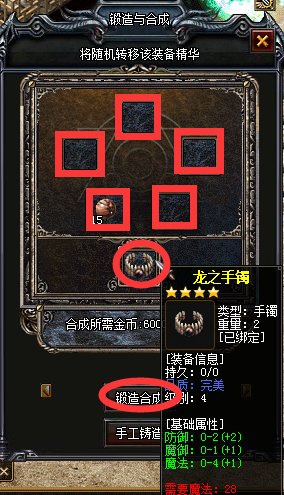 锻造与合成
将随机转移该装备精华
15
合成所需金币:600
锻造合成
手工铸造
龙之手镯
类型: 手镯
重量: 2
[已绑定]
[装备信息]
持久: 0/0
质: 完美
级别: 4
[基础属性]
防御: 0-2(+2)
魔御: 0-1(+1)
魔法: 0-4(+1)
需要魔法: 28